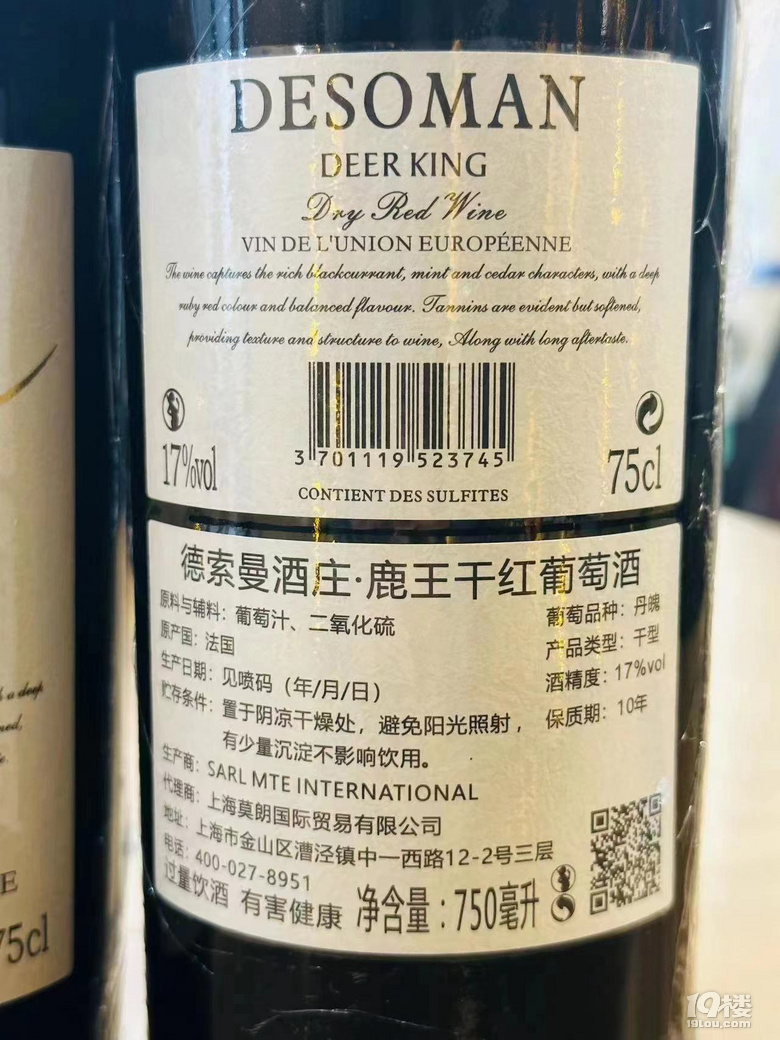 DESOMAN
DEER KING
Dry Red Wine
VIN DE L'UNION EUROPÉENNE
The wine captures the rich blackcurrant, mint and cedar characters, with a deep
ruby red colour and balanced flavour. Tannins are evident but softened,
providing texture and structure to wine, Along with long aftertaste.
3 701119 523745
17%vol
75cl
CONTIENT DES SULFITES
德索曼酒庄·鹿王干红葡萄酒
原料与辅料：葡萄汁、二氧化硫
葡萄品种：丹魄
原产国：法国
产品类型：干型
生产日期：见喷码（年/月/日）
酒精度：17%vol
贮存条件：置于阴凉干燥处，避免阳光照射，
保质期：10年
有少量沉淀不影响饮用。
生产商：SARL MTE INTERNATIONAL
代理商：上海莫朗国际贸易有限公司
地址：上海市金山区漕泾镇中一西路12-2号三层
电话：400-027-8951
过量饮酒 有害健康
净含量：750毫升
s a deep
ned,
te.
E
75cl
19楼
19lou.com